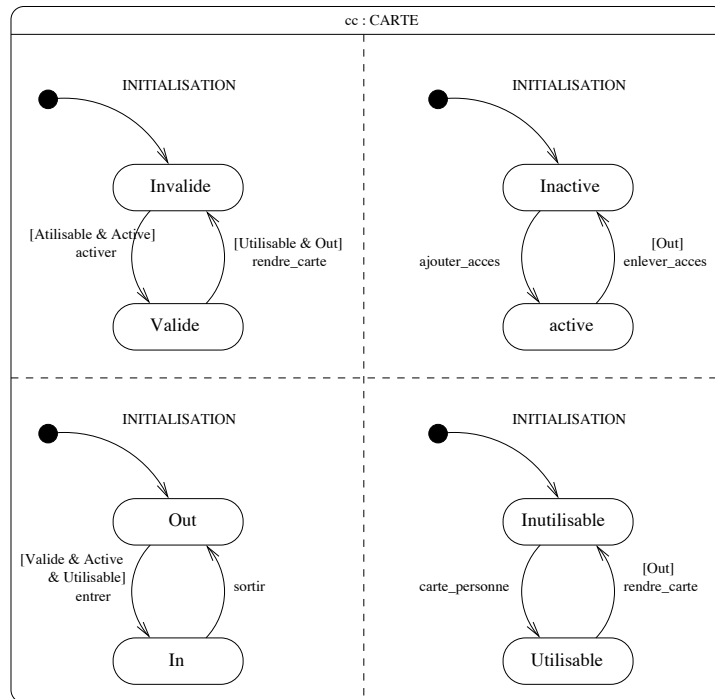 cc : CARTE
INITIALISATION
Invalide
[Atilisable & Active]
activer
[Utilisable & Out]
rendre_carte
Valide
INITIALISATION
Inactive
ajouter_acces
[Out]
enlever_acces
active
INITIALISATION
Out
[Valide & Active
& Utilisable]
entrer
sortir
In
INITIALISATION
Inutilisable
carte_personne
[Out]
rendre_carte
Utilisable